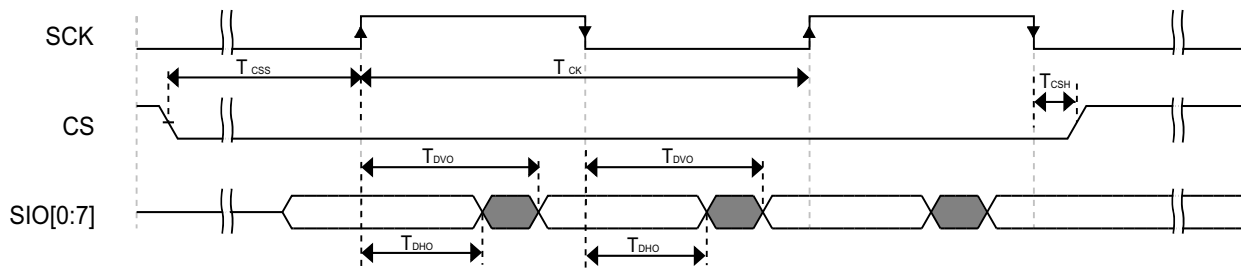 SCK
T CSS
T CK
T CSH
CS
T DVO
T DVO
SIO[0:7]
T DHO
T DHO